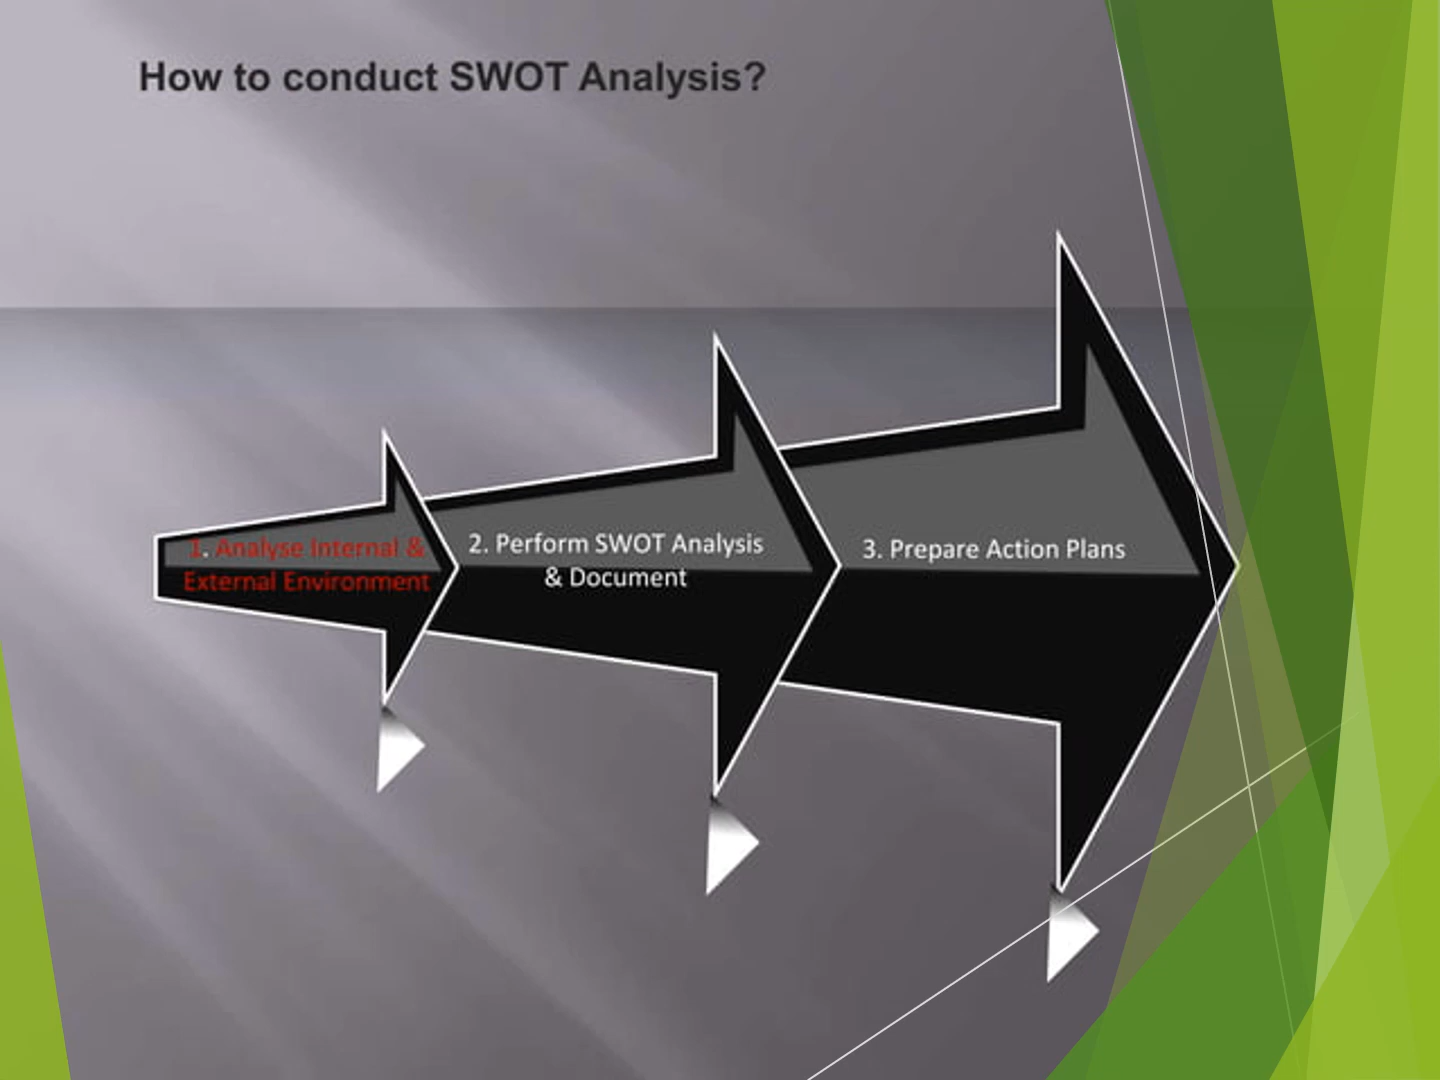 How to conduct SWOT Analysis?
1. Analyse Internal &
External Environment
2. Perform SWOT Analysis
& Document
3. Prepare Action Plans